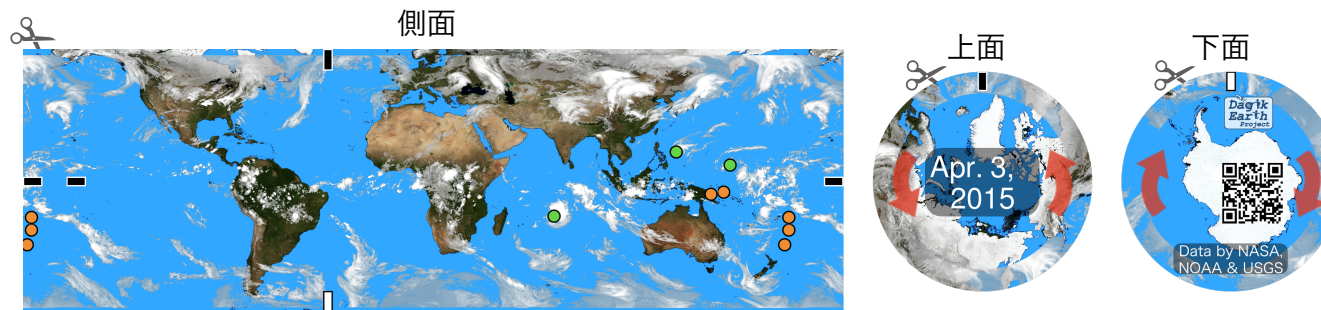 側面
上面
下面
Apr. 3,
2015
Dagik
Earth
Project
Data by NASA,
NOAA & USGS